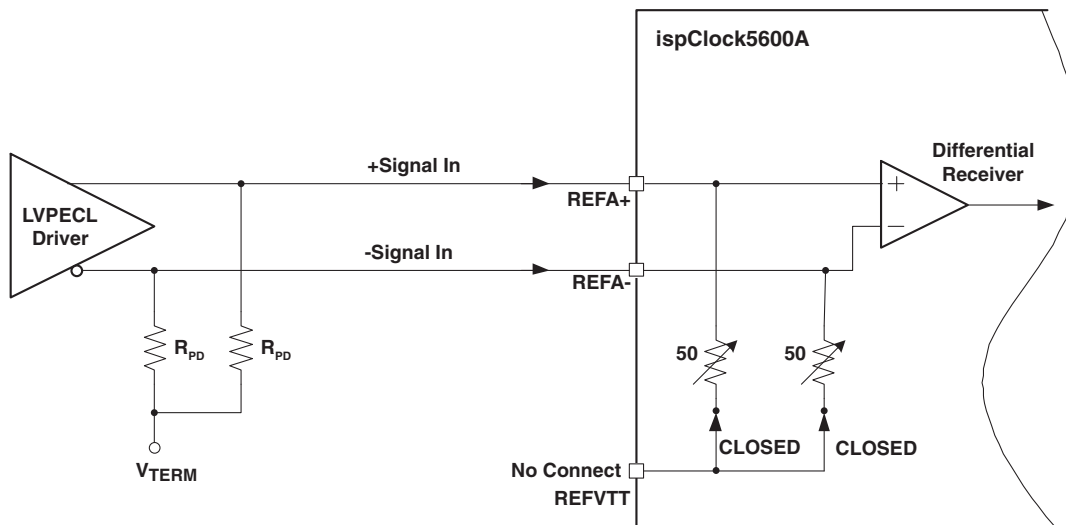 ispClock5600A
+Signal In
REFA+
Differential
Receiver
+
−
LVPECL
Driver
-Signal In
REFA-
RPD
RPD
50
50
CLOSED
CLOSED
VTERM
No Connect
REFVTT